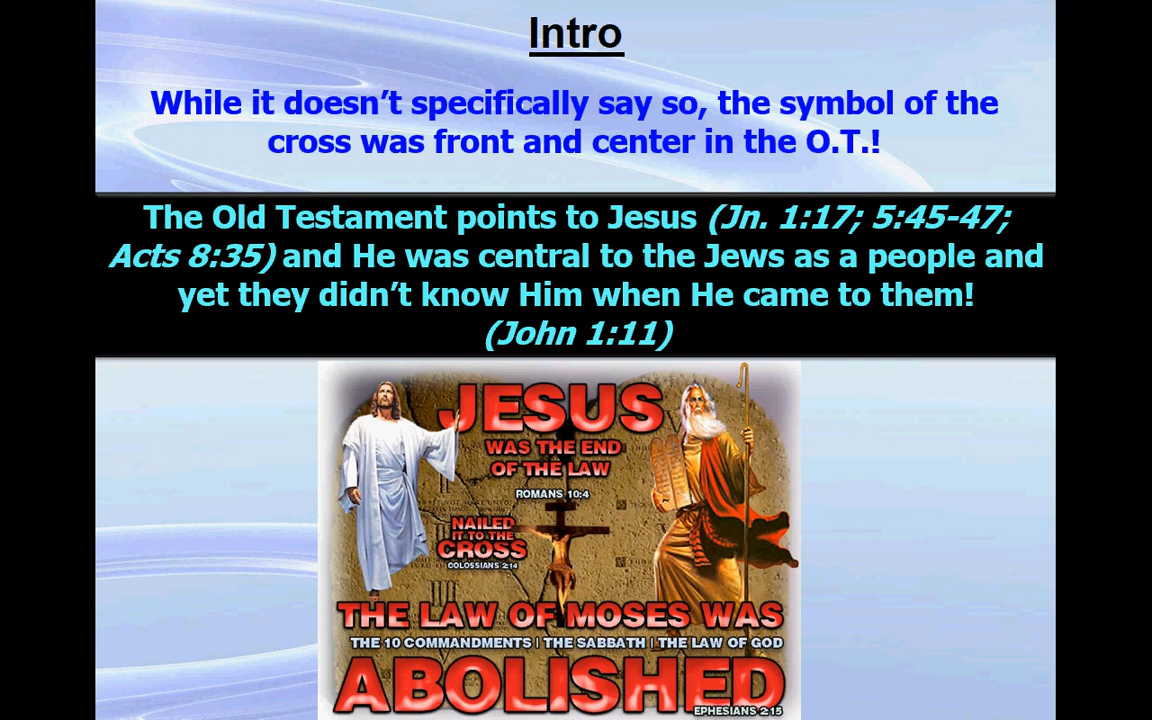 Intro
While it doesn’t specifically say so, the symbol of the
cross was front and center in the O.T.!
The Old Testament points to Jesus (Jn. 1:17; 5:45-47;
Acts 8:35) and He was central to the Jews as a people and
yet they didn’t know Him when He came to them!
(John 1:11)
JESUS
WAS THE END
OF THE LAW
ROMANS 10:4
NAILED
IT TO THE
CROSS
COLOSSIANS 2:14
THE LAW OF MOSES WAS
THE 10 COMMANDMENTS | THE SABBATH | THE LAW OF GOD
ABOLISHED
EPHESIANS 2:15